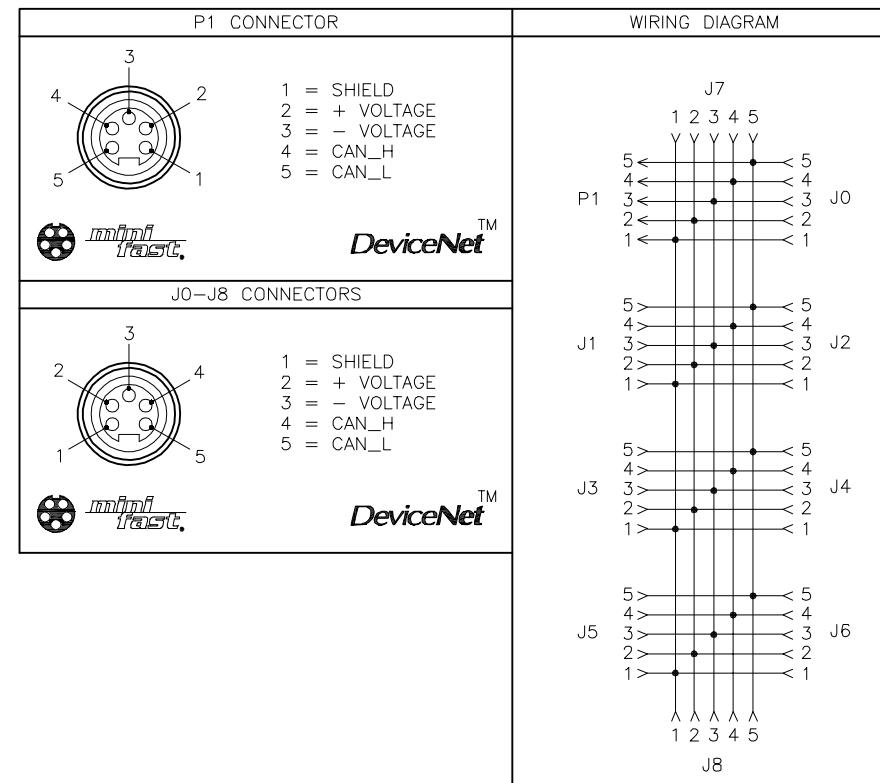 P1 CONNECTOR
3
4
2
5
1
1 = SHIELD
2 = + VOLTAGE
3 = − VOLTAGE
4 = CAN_H
5 = CAN_L
mini
fast.
DeviceNet™
J0−J8 CONNECTORS
3
2
4
1
5
1 = SHIELD
2 = + VOLTAGE
3 = − VOLTAGE
4 = CAN_H
5 = CAN_L
mini
fast.
DeviceNet™
WIRING DIAGRAM
J7
1 2 3 4 5
5 5
4 4
P1 3 3 J0
2 2
1 1
5 5
4 4
J1 3 3 J2
2 2
1 1
5 5
4 4
J3 3 3 J4
2 2
1 1
5 5
4 4
J5 3 3 J6
2 2
1 1
1 2 3 4 5
J8